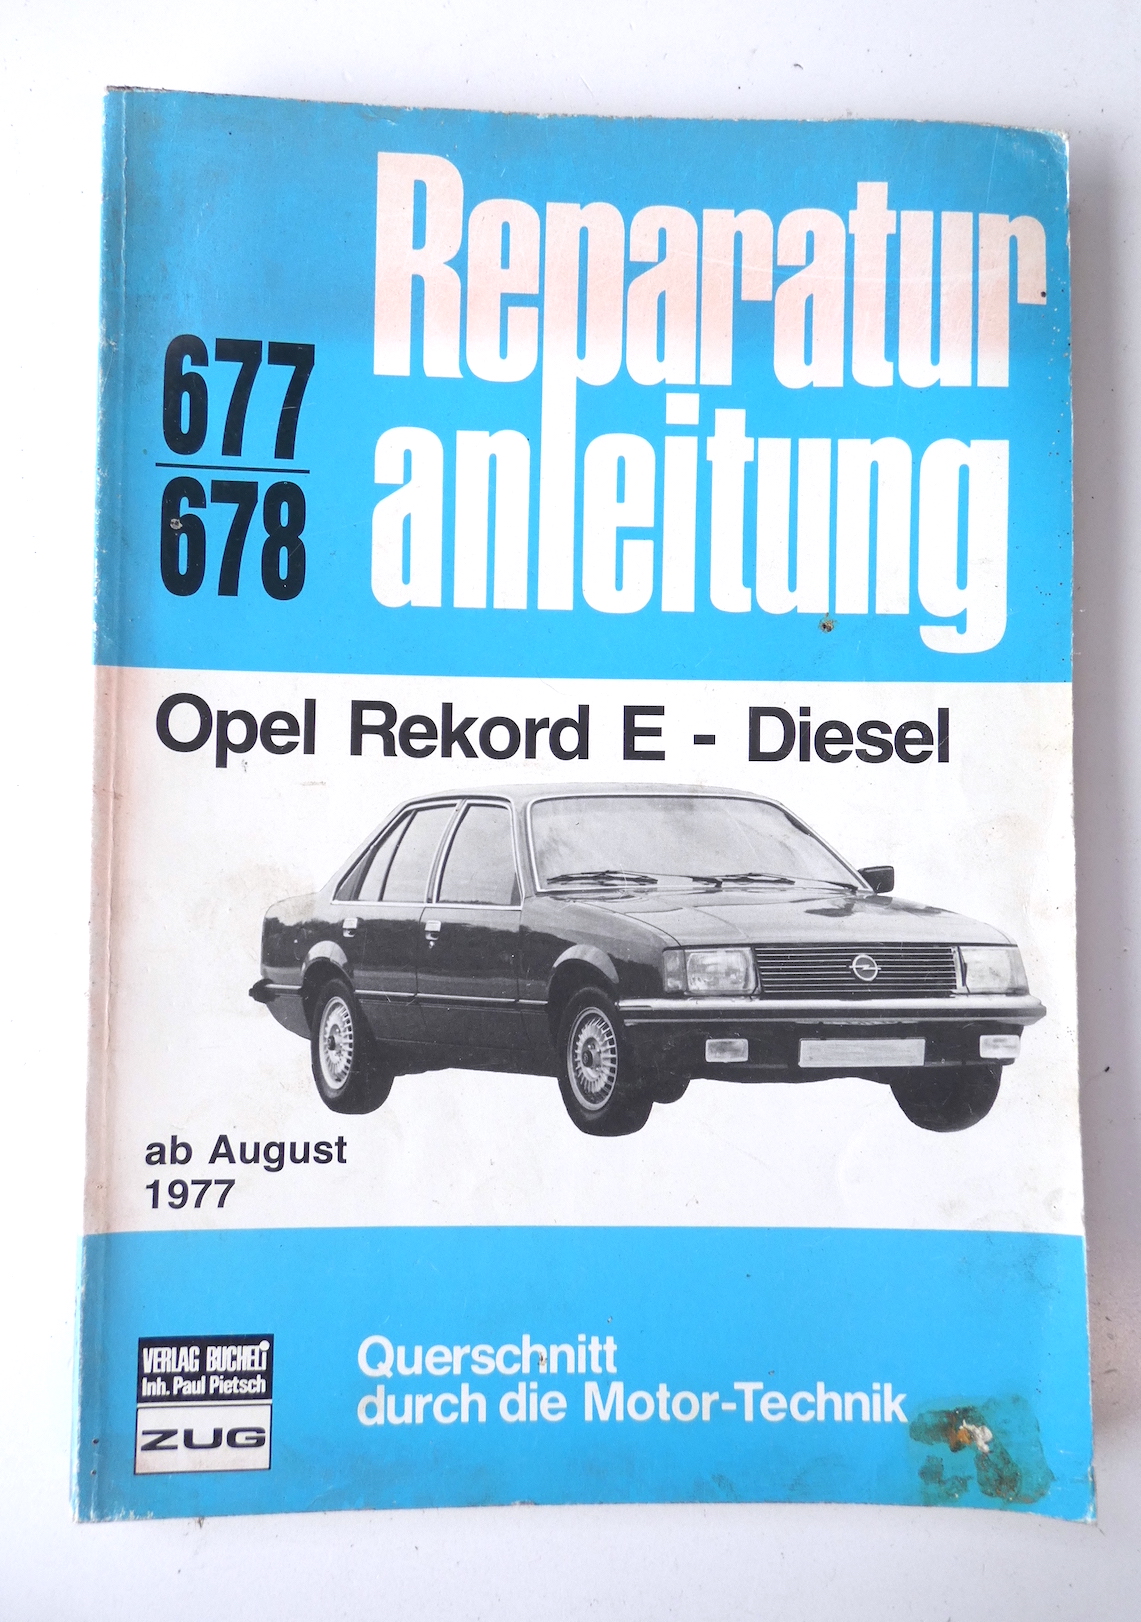 Reparatur
anleitung
677
678
Opel Rekord E - Diesel
ab August
1977
VERLAG BUCHELi
Inh. Paul Pietsch
ZUG
Querschnitt
durch die Motor-Technik